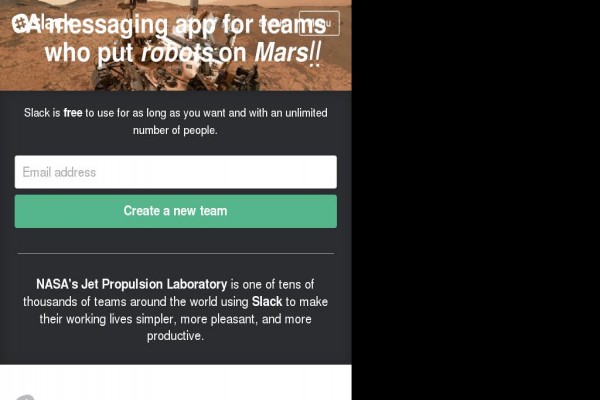 Slack
A messaging app for teams
who put robots on Mars!!
Slack is free to use for as long as you want and with an unlimited
number of people.
Email address
Create a new team
NASA's Jet Propulsion Laboratory is one of tens of
thousands of teams around the world using Slack to make
their working lives simpler, more pleasant, and more
productive.